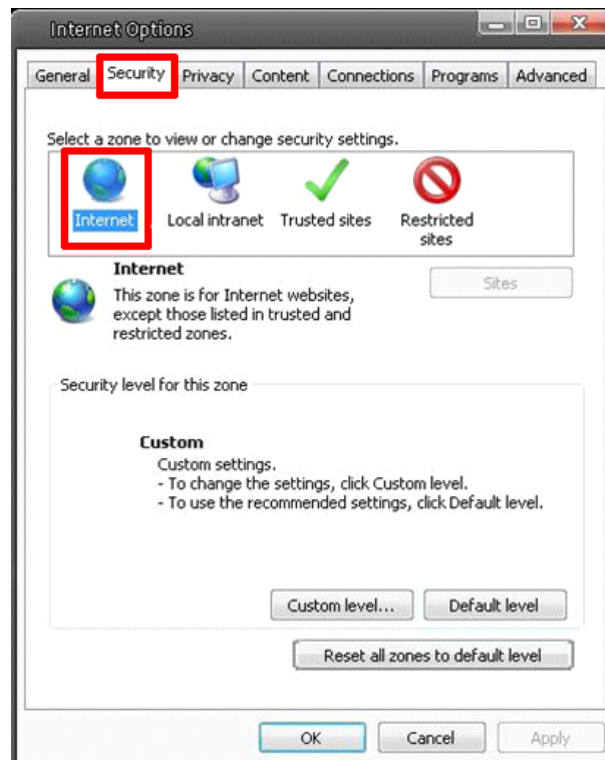 Internet Options
General Security Privacy Content Connections Programs Advanced
Select a zone to view or change security settings.
Internet Local intranet Trusted sites Restricted
sites
Internet
Sites
This zone is for Internet websites,
except those listed in trusted and
restricted zones.
Security level for this zone
Custom
Custom settings.
- To change the settings, click Custom level.
- To use the recommended settings, click Default level.
Custom level... Default level
Reset all zones to default level
OK Cancel Apply